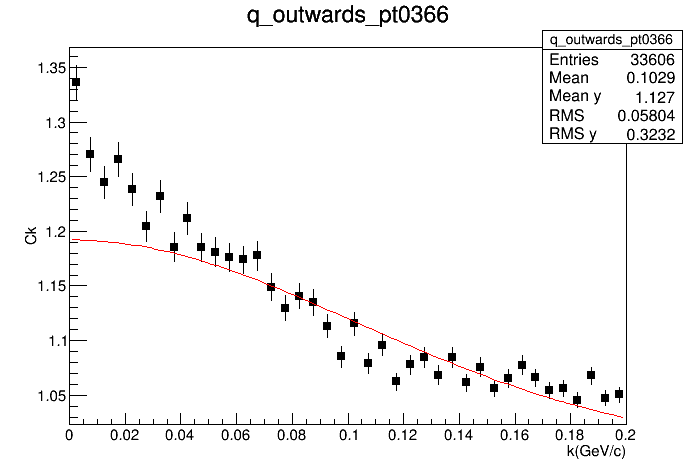 q_outwards_pt0366
q_outwards_pt0366
Entries 33606
Mean 0.1029
Mean y 1.127
RMS 0.05804
RMS y 0.3232
Ck
1.35
1.3
1.25
1.2
1.15
1.1
1.05
0 0.02 0.04 0.06 0.08 0.1 0.12 0.14 0.16 0.18 0.2
k(GeV/c)